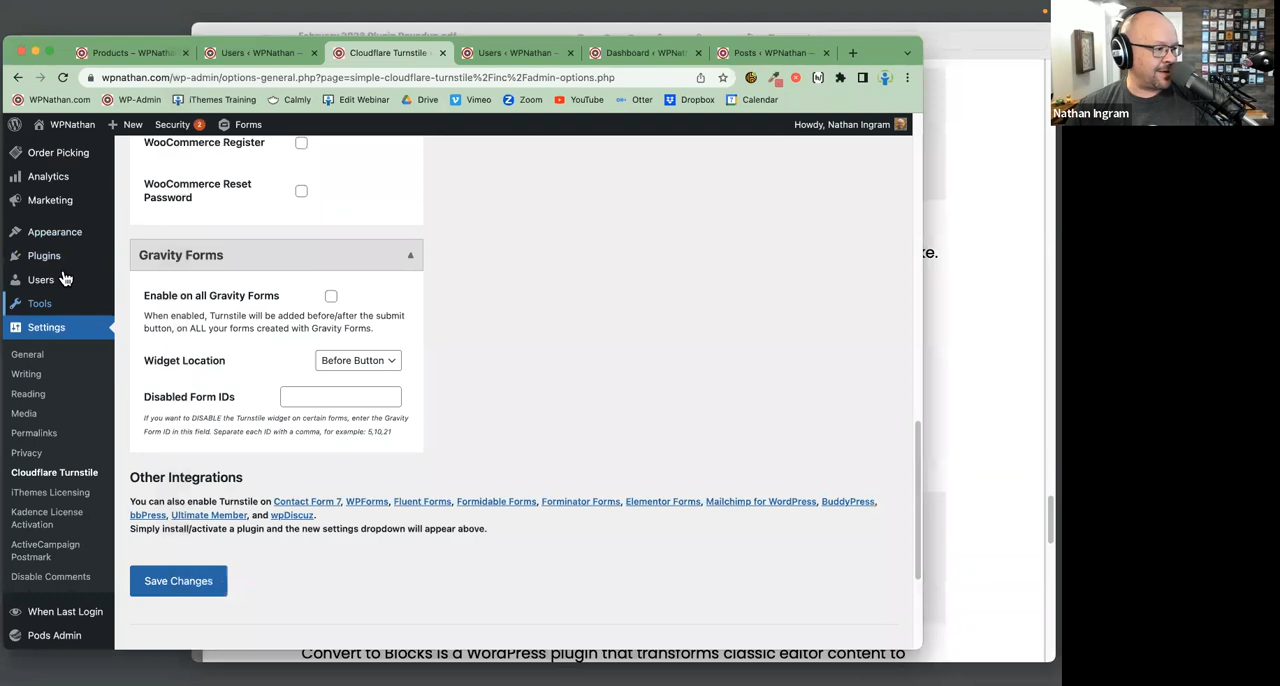 February 2023 Plugin Roundup.pdf
Products – WPNathan
Users ‹ WPNathan —
Cloudflare Turnstile
Users ‹ WPNathan —
Dashboard ‹ WPNathan
Posts ‹ WPNathan —
wpnathan.com/wp-admin/options-general.php?page=simple-cloudflare-turnstile%2Finc%2Fadmin-options.php
WPNathan.com
WP-Admin
iThemes Training
Calmly
Edit Webinar
Drive
Vimeo
Zoom
YouTube
Otter
Dropbox
Calendar
WPNathan
New
Security 2
Forms
Howdy, Nathan Ingram
Nathan Ingram
Order Picking
Analytics
Marketing
Appearance
Plugins
Users
Tools
Settings
General
Writing
Reading
Media
Permalinks
Privacy
Cloudflare Turnstile
iThemes Licensing
Kadence License
Activation
ActiveCampaign
Postmark
Disable Comments
When Last Login
Pods Admin
WooCommerce Register
WooCommerce Reset
Password
Gravity Forms
Enable on all Gravity Forms
When enabled, Turnstile will be added before/after the submit
button, on ALL your forms created with Gravity Forms.
Widget Location
Before Button
Disabled Form IDs
If you want to DISABLE the Turnstile widget on certain forms, enter the Gravity
Form ID in this field. Separate each ID with a comma, for example: 5,10,21
Other Integrations
You can also enable Turnstile on Contact Form 7, WPForms, Fluent Forms, Formidable Forms, Forminator Forms, Elementor Forms, Mailchimp for WordPress, BuddyPress,
bbPress, Ultimate Member, and wpDiscuz.
Simply install/activate a plugin and the new settings dropdown will appear above.
Save Changes
ke.
Convert to Blocks is a WordPress plugin that transforms classic editor content to